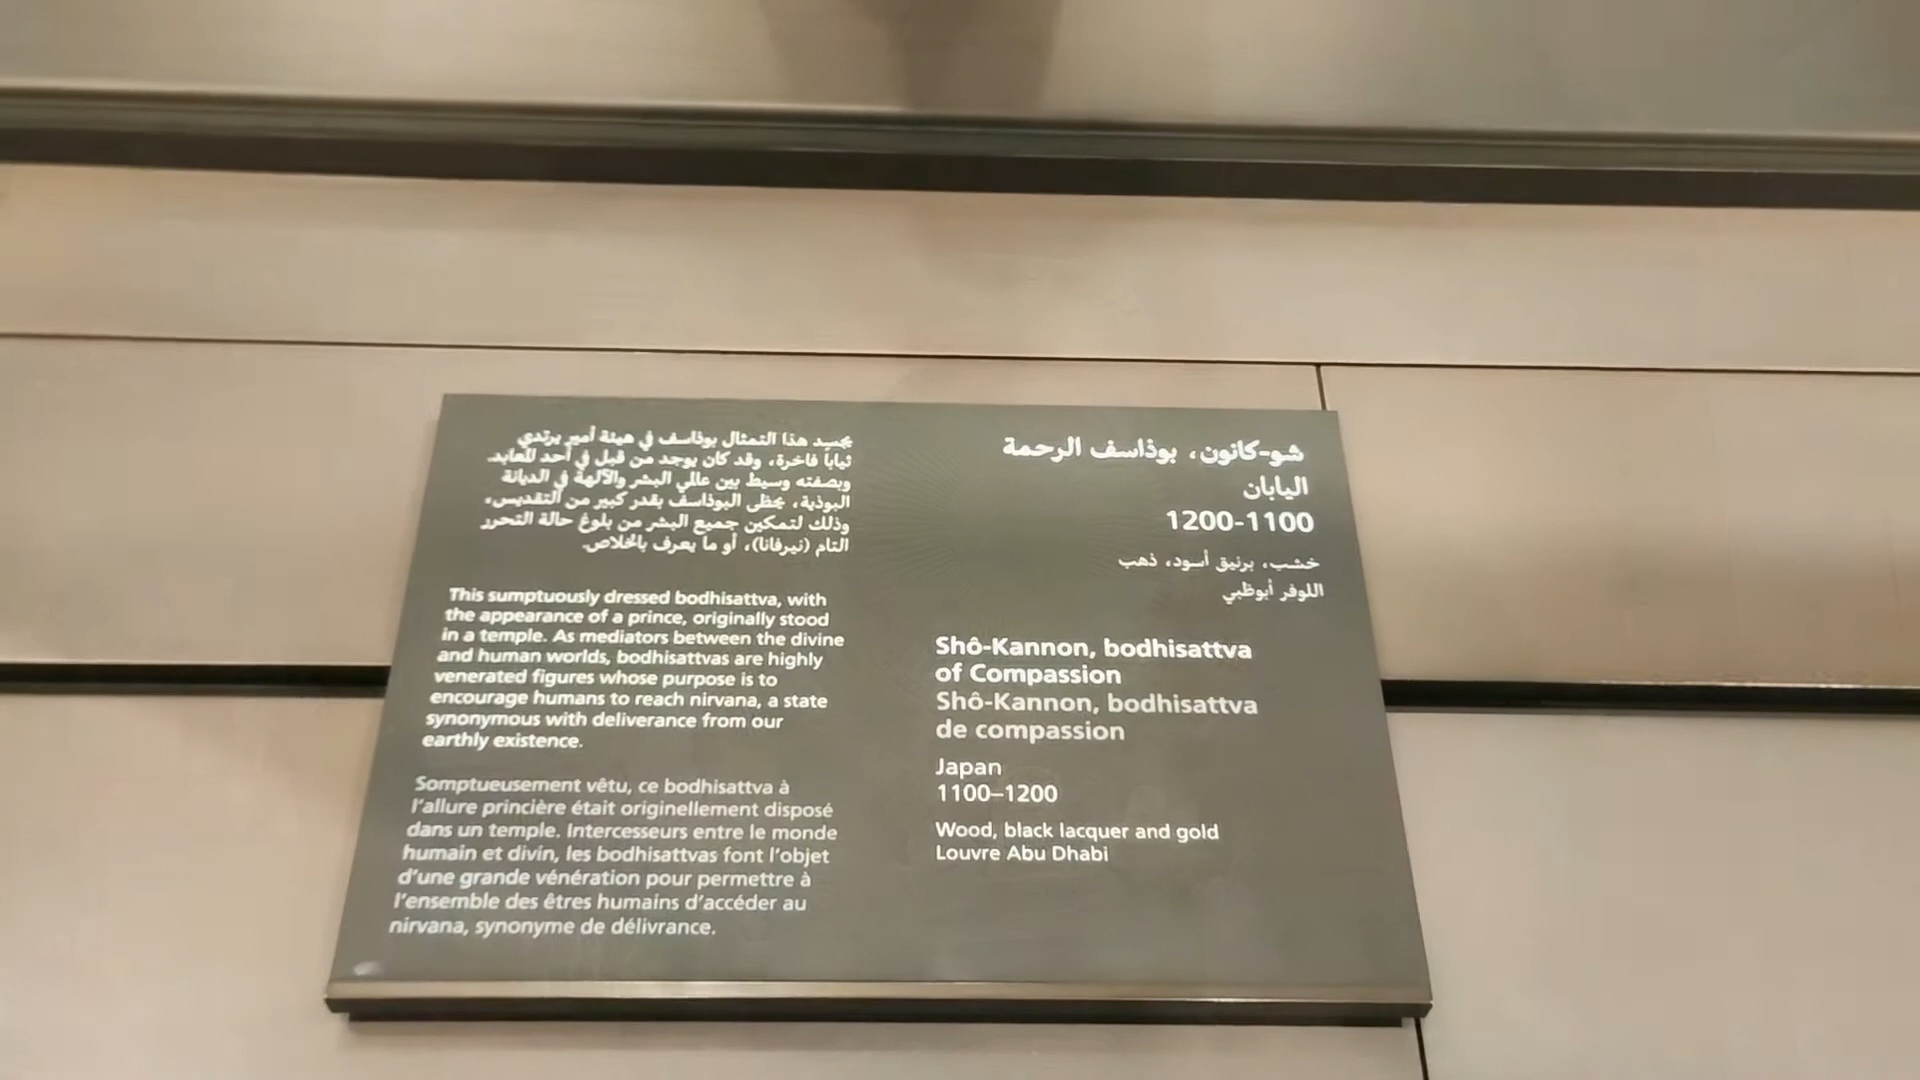 يجسد هذا التمثال بوذاسف في هيئة أمير يرتدي
ثياباً فاخرة، وقد كان يوجد من قبل في أحد المعابد.
وبصفته وسيط بين عالمي البشر والآلهة في الديانة
البوذية، يحظى البوذاسف بقدر كبير من التقديس،
وذلك لتمكين جميع البشر من بلوغ حالة التحرر
التام (نيرفانا)، أو ما يعرف بالخلاص.
This sumptuously dressed bodhisattva, with
the appearance of a prince, originally stood
in a temple. As mediators between the divine
and human worlds, bodhisattvas are highly
venerated figures whose purpose is to
encourage humans to reach nirvana, a state
synonymous with deliverance from our
earthly existence.
Somptueusement vêtu, ce bodhisattva à
l'allure princière était originellement disposé
dans un temple. Intercesseurs entre le monde
humain et divin, les bodhisattvas font l'objet
d'une grande vénération pour permettre à
l'ensemble des êtres humains d'accéder au
nirvana, synonyme de délivrance.
شو-كانون، بوذاسف الرحمة
اليابان
1200-1100
خشب، برنيق أسود، ذهب
اللوفر أبوظبي
Shô-Kannon, bodhisattva
of Compassion
Shô-Kannon, bodhisattva
de compassion
Japan
1100–1200
Wood, black lacquer and gold
Louvre Abu Dhabi